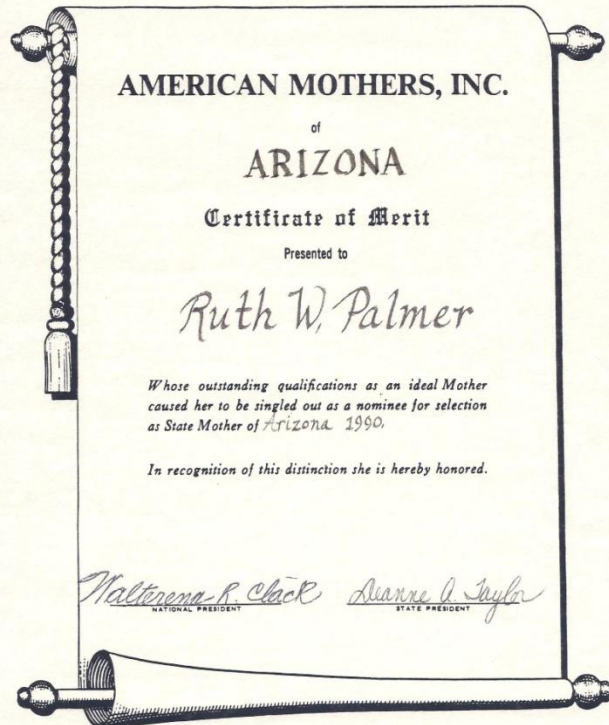 AMERICAN MOTHERS, INC.
of
ARIZONA
Certificate of Merit
Presented to
Ruth W. Palmer
Whose outstanding qualifications as an ideal Mother
caused her to be singled out as a nominee for selection
as State Mother of Arizona 1990.
In recognition of this distinction she is hereby honored.
Walterena R. Clack Deanne A. Taylor
NATIONAL PRESIDENT STATE PRESIDENT